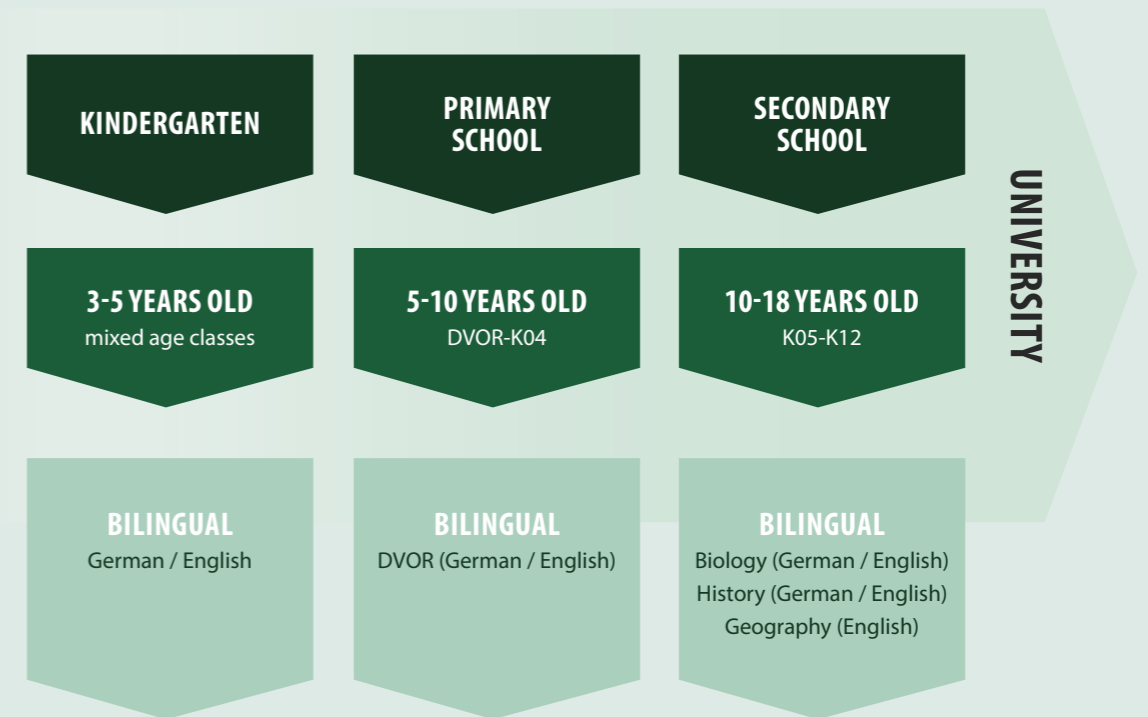 KINDERGARTEN
3-5 YEARS OLD
mixed age classes
BILINGUAL
German / English
PRIMARY
SCHOOL
5-10 YEARS OLD
DVOR-K04
BILINGUAL
DVOR (German / English)
SECONDARY
SCHOOL
10-18 YEARS OLD
K05-K12
BILINGUAL
Biology (German / English)
History (German / English)
Geography (English)
UNIVERSITY